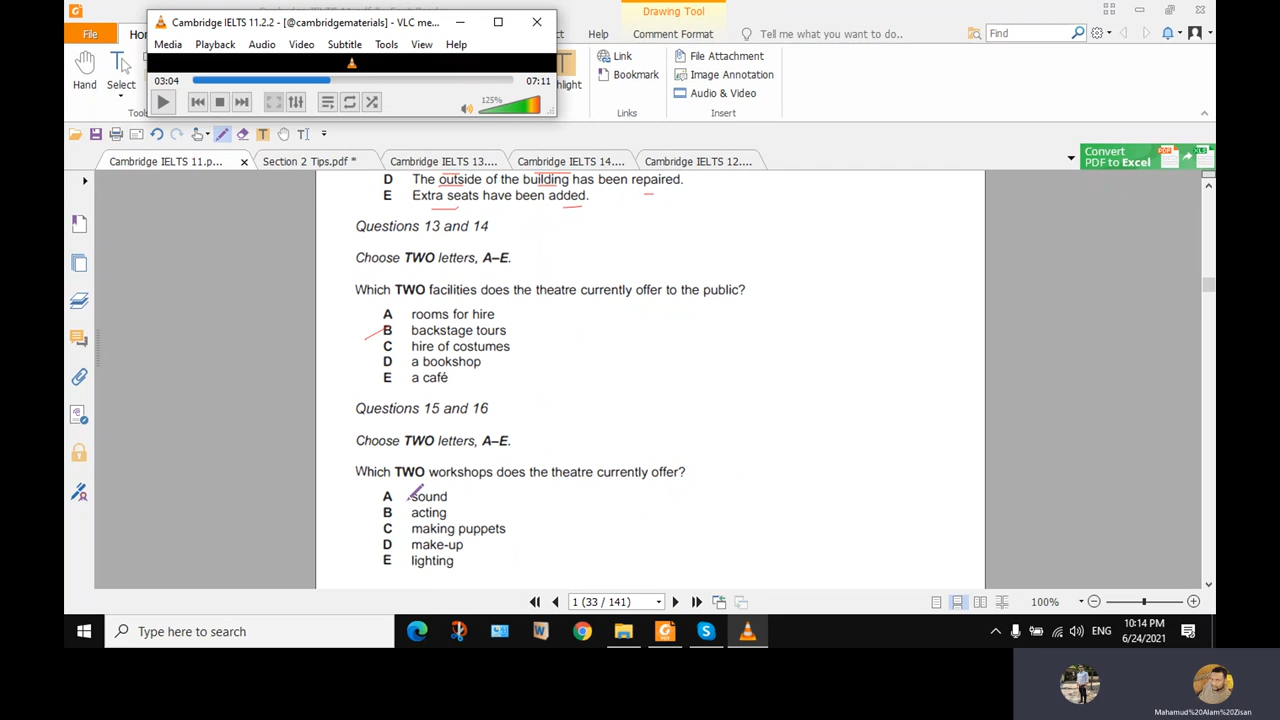 Cambridge IELTS 11.2.2 - [@cambridgematerials] - VLC me...
Media Playback Audio Video Subtitle Tools View Help
03:04 07:11
125%
Drawing Tool
File Help Comment Format Tell me what you want to do.. Find
Hand Select
Link
Bookmark
Links
File Attachment
Image Annotation
Audio & Video
Insert
Cambridge IELTS 11.p... Section 2 Tips.pdf * Cambridge IELTS 13.... Cambridge IELTS 14.... Cambridge IELTS 12....
Convert
PDF to Excel
D The outside of the building has been repaired.
E Extra seats have been added.
Questions 13 and 14
Choose TWO letters, A–E.
Which TWO facilities does the theatre currently offer to the public?
A rooms for hire
B backstage tours
C hire of costumes
D a bookshop
E a café
Questions 15 and 16
Choose TWO letters, A–E.
Which TWO workshops does the theatre currently offer?
A sound
B acting
C making puppets
D make-up
E lighting
1 (33 / 141) 100%
Type here to search
ENG
10:14 PM
6/24/2021
Mahamud%20Alam%20Zisan